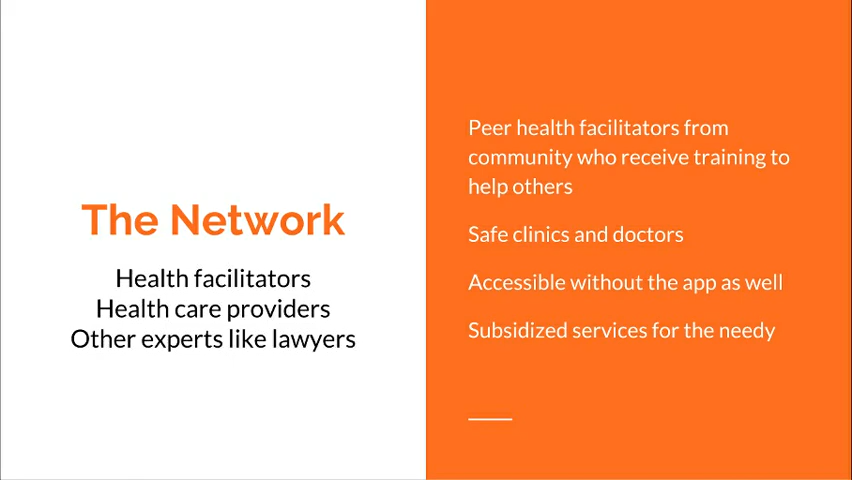 The Network
Health facilitators
Health care providers
Other experts like lawyers
Peer health facilitators from
community who receive training to
help others
Safe clinics and doctors
Accessible without the app as well
Subsidized services for the needy